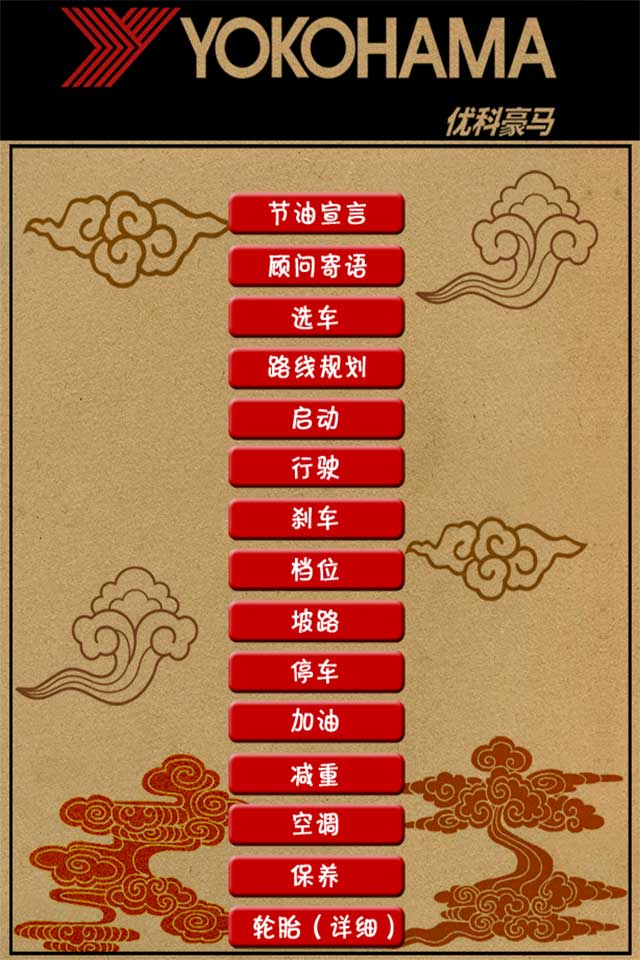 YOKOHAMA
优科豪马
节油宣言
顾问寄语
选车
路线规划
启动
行驶
刹车
档位
坡路
停车
加油
减重
空调
保养
轮胎（详细）